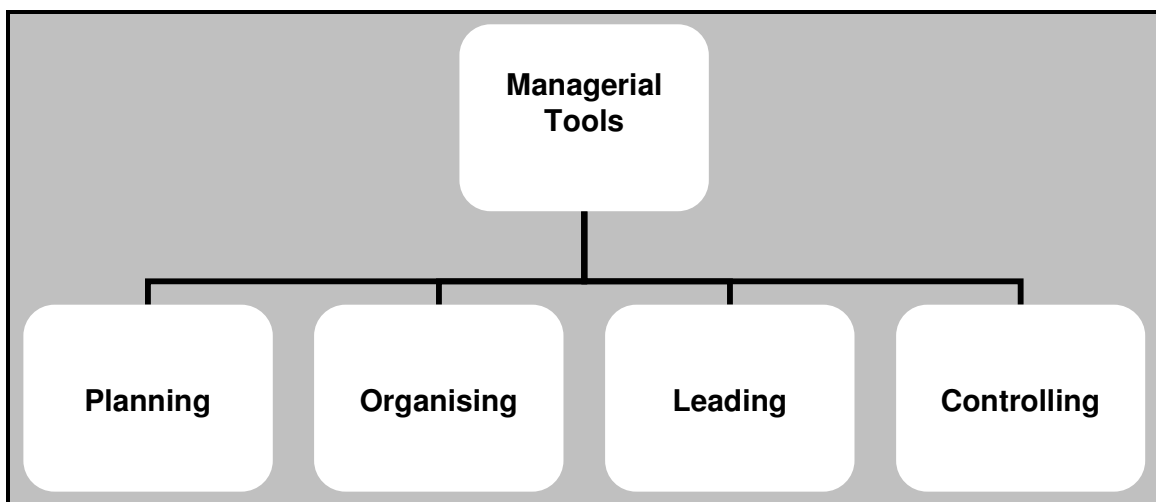 Managerial
Tools
Planning
Organising
Leading
Controlling